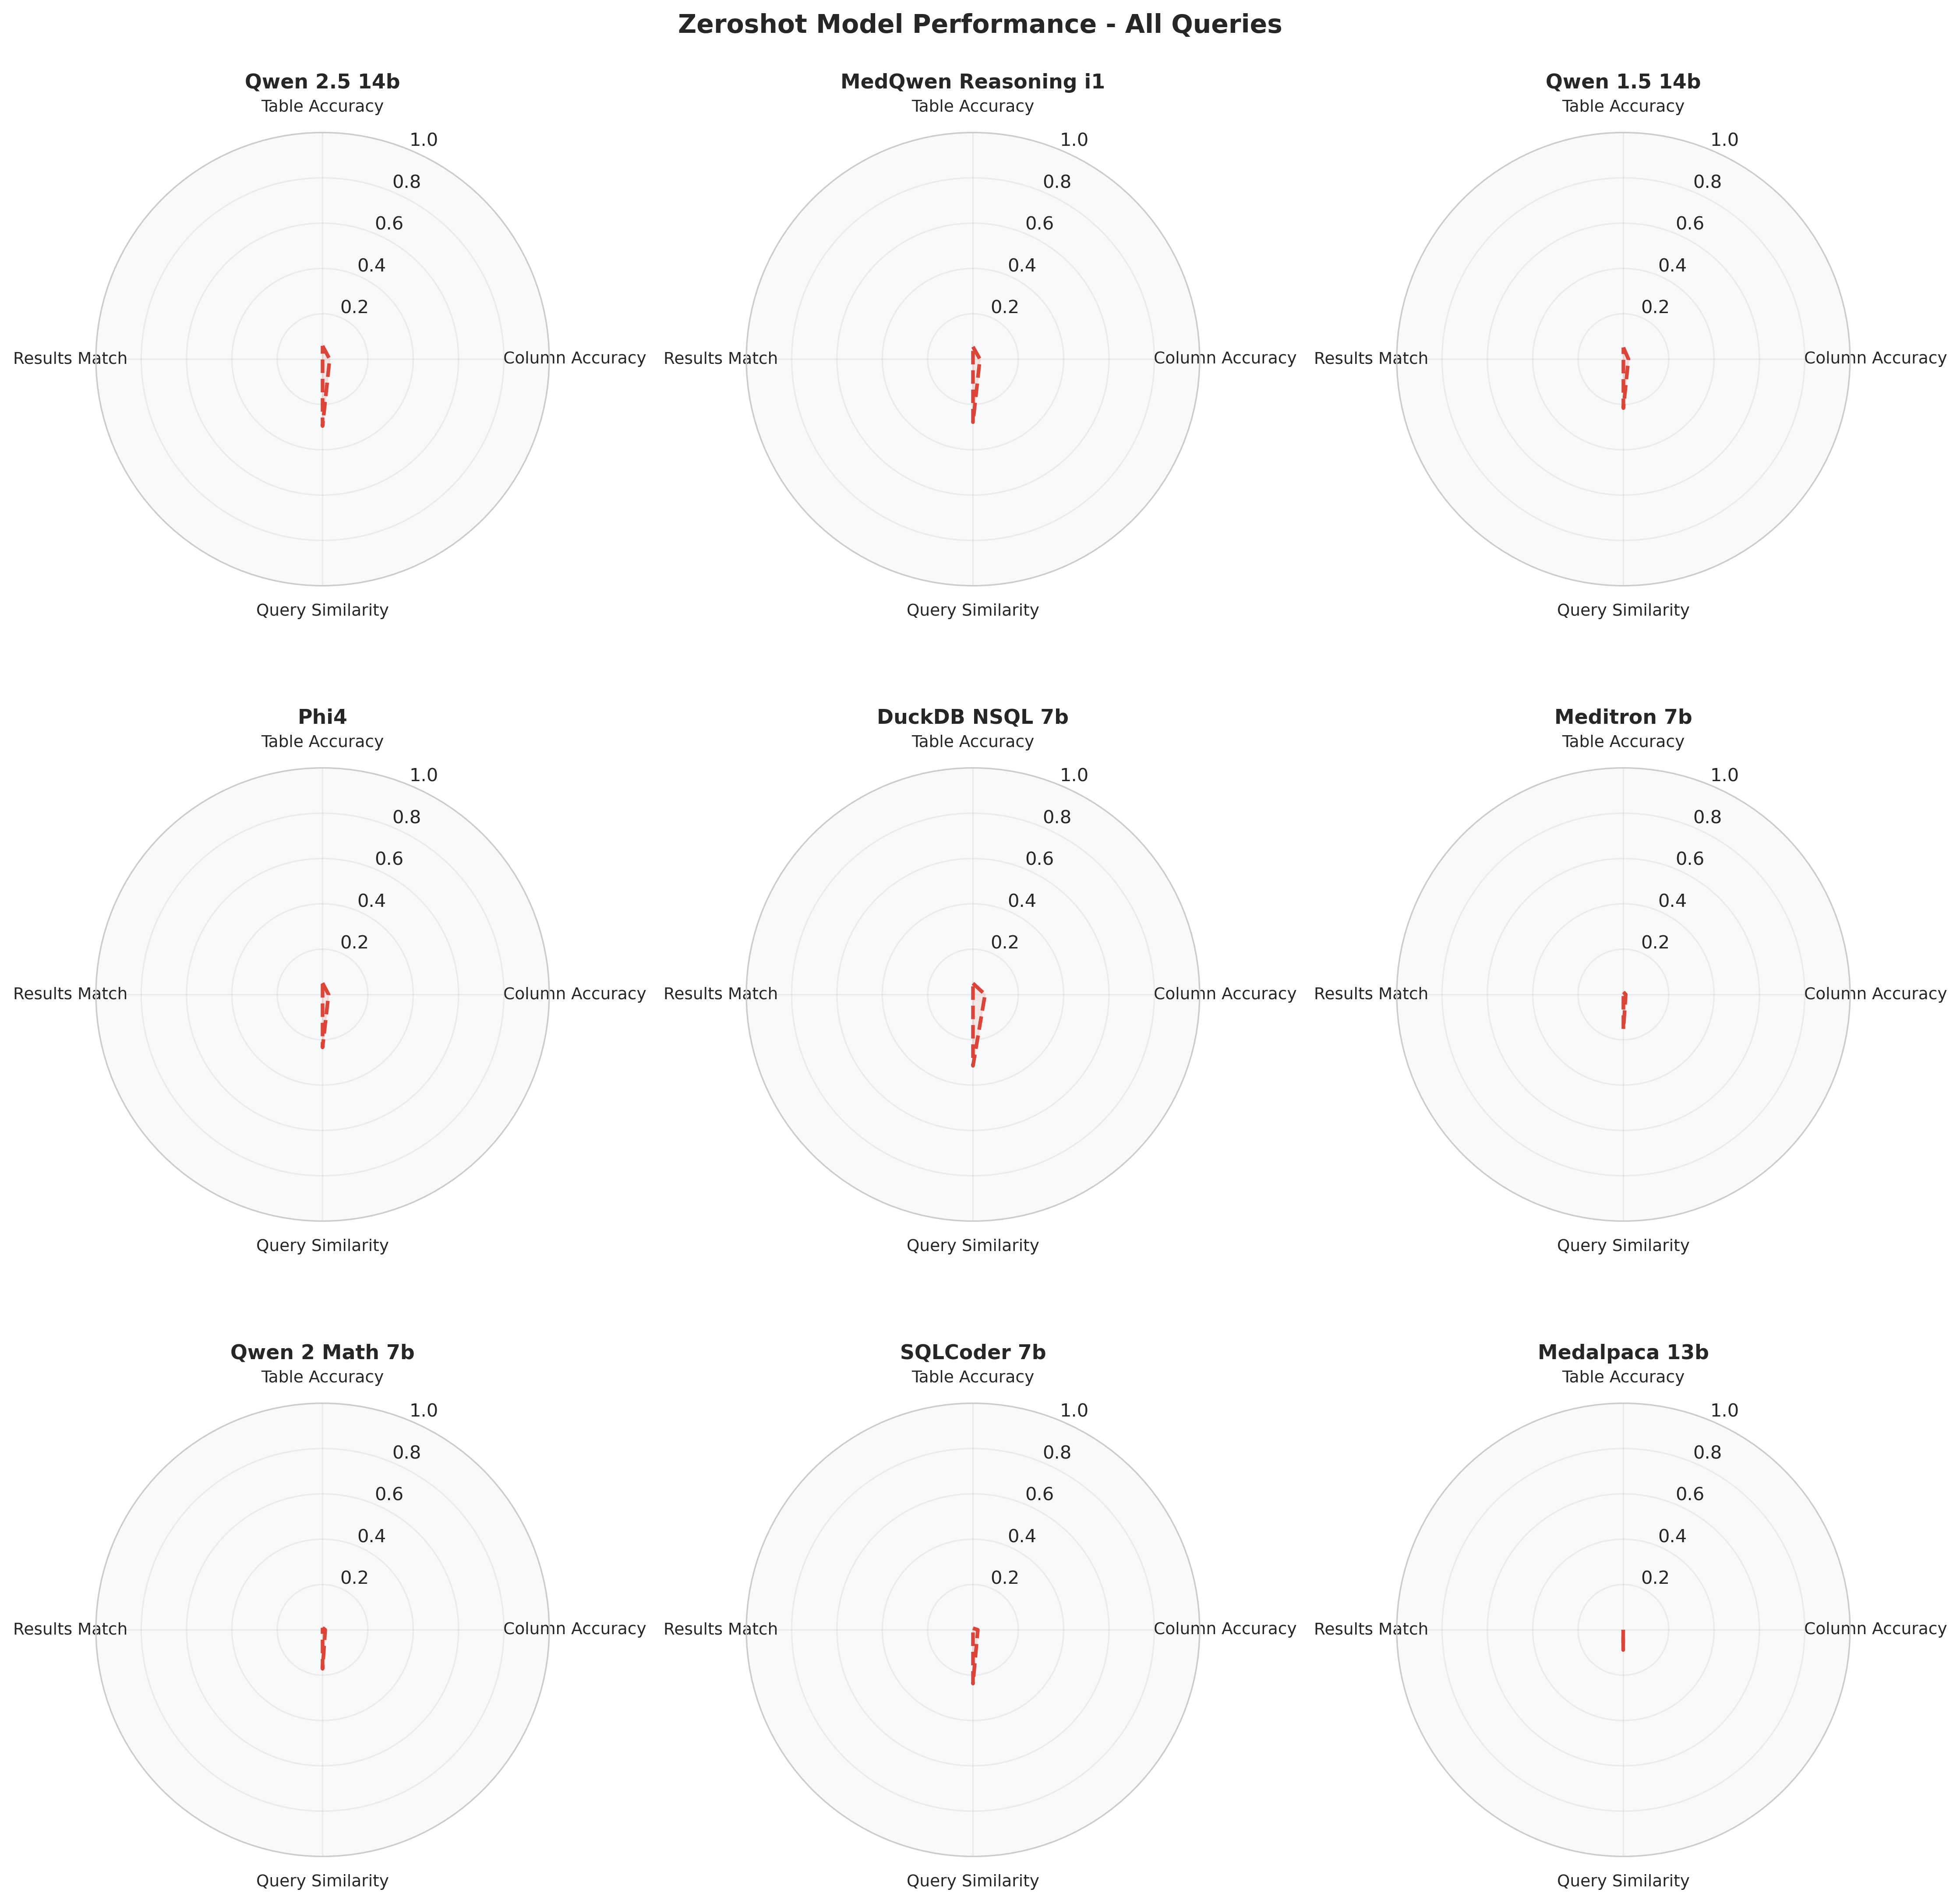 Zeroshot Model Performance - All Queries
Qwen 2.5 14b
Table Accuracy
1.0
0.8
0.6
0.4
0.2
Results Match
Column Accuracy
Query Similarity
MedQwen Reasoning i1
Table Accuracy
1.0
0.8
0.6
0.4
0.2
Results Match
Column Accuracy
Query Similarity
Qwen 1.5 14b
Table Accuracy
1.0
0.8
0.6
0.4
0.2
Results Match
Column Accuracy
Query Similarity
Phi4
Table Accuracy
1.0
0.8
0.6
0.4
0.2
Results Match
Column Accuracy
Query Similarity
DuckDB NSQL 7b
Table Accuracy
1.0
0.8
0.6
0.4
0.2
Results Match
Column Accuracy
Query Similarity
Meditron 7b
Table Accuracy
1.0
0.8
0.6
0.4
0.2
Results Match
Column Accuracy
Query Similarity
Qwen 2 Math 7b
Table Accuracy
1.0
0.8
0.6
0.4
0.2
Results Match
Column Accuracy
Query Similarity
SQLCoder 7b
Table Accuracy
1.0
0.8
0.6
0.4
0.2
Results Match
Column Accuracy
Query Similarity
Medalpaca 13b
Table Accuracy
1.0
0.8
0.6
0.4
0.2
Results Match
Column Accuracy
Query Similarity